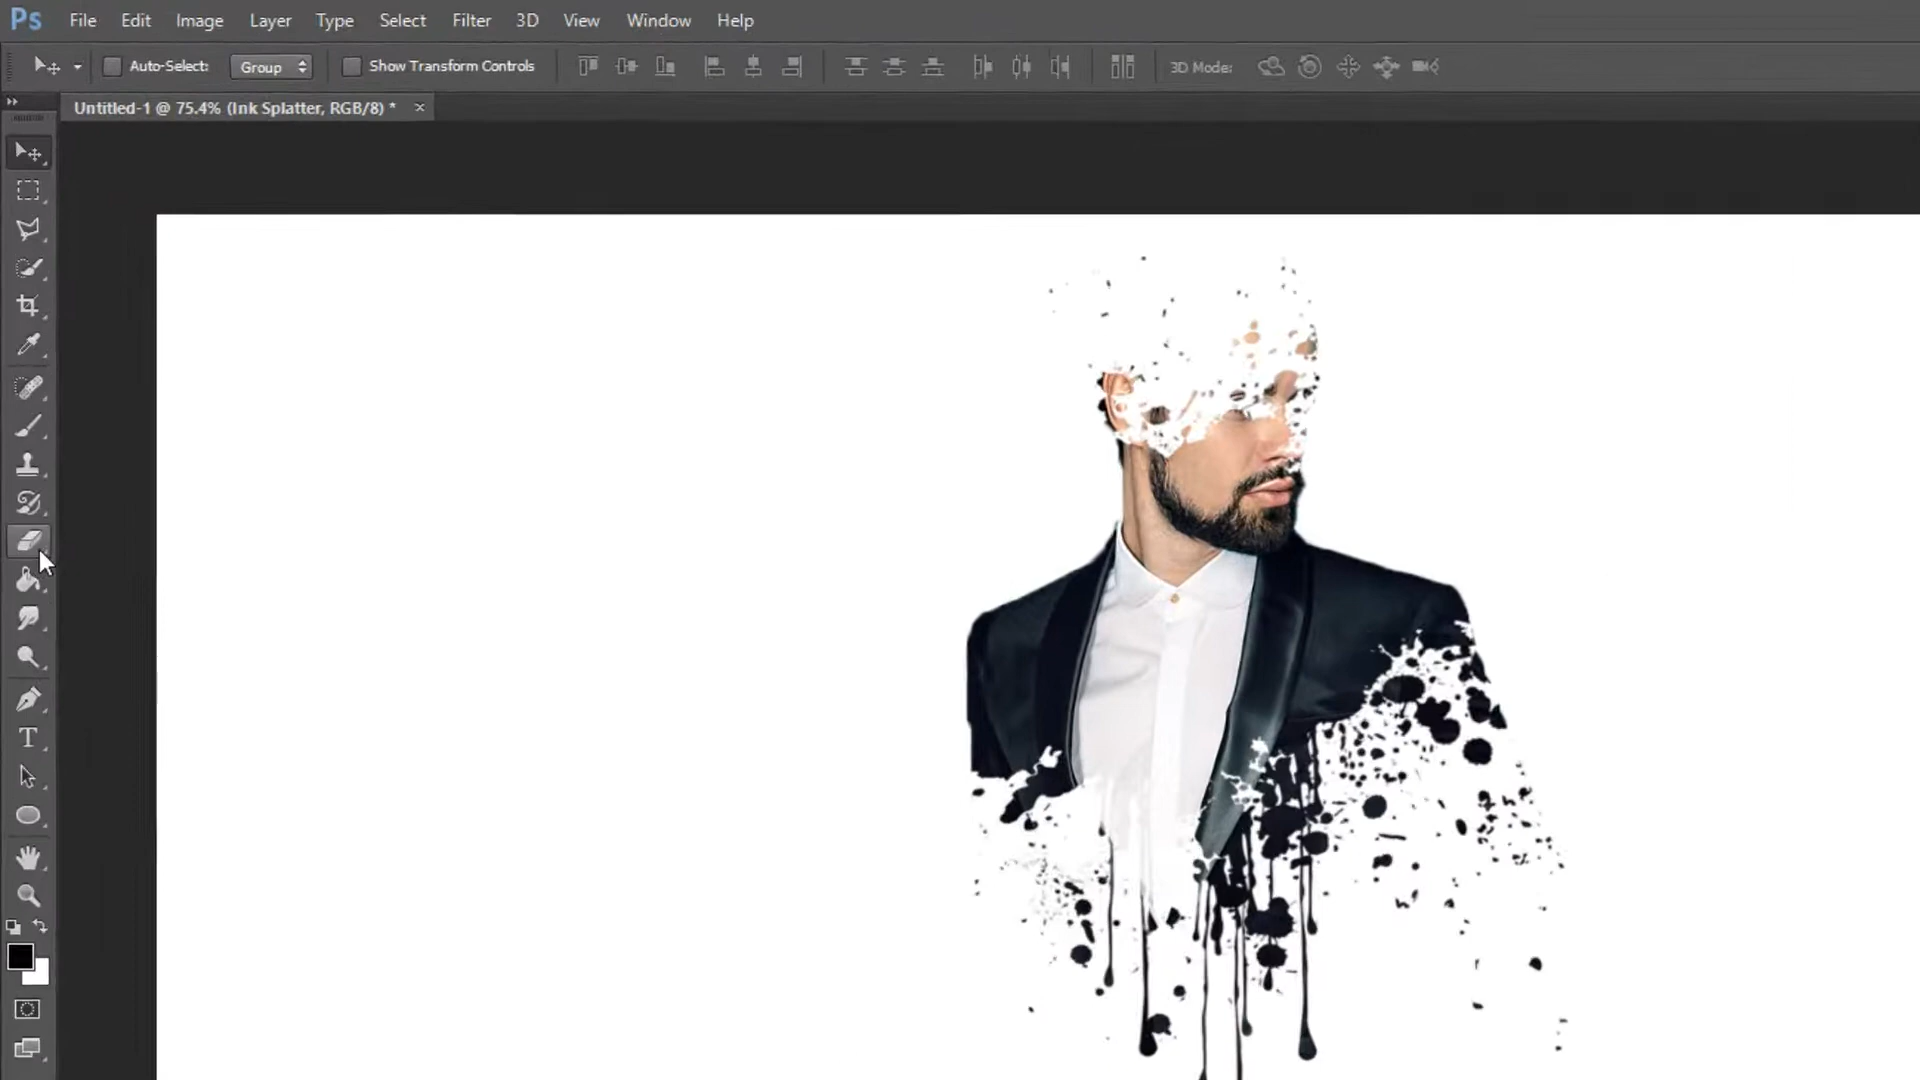 Ps File Edit Image Layer Type Select Filter 3D View Window Help
Auto-Select: Group Show Transform Controls 3D Mode:
Untitled-1 @ 75.4% (Ink Splatter, RGB/8) * ×
T